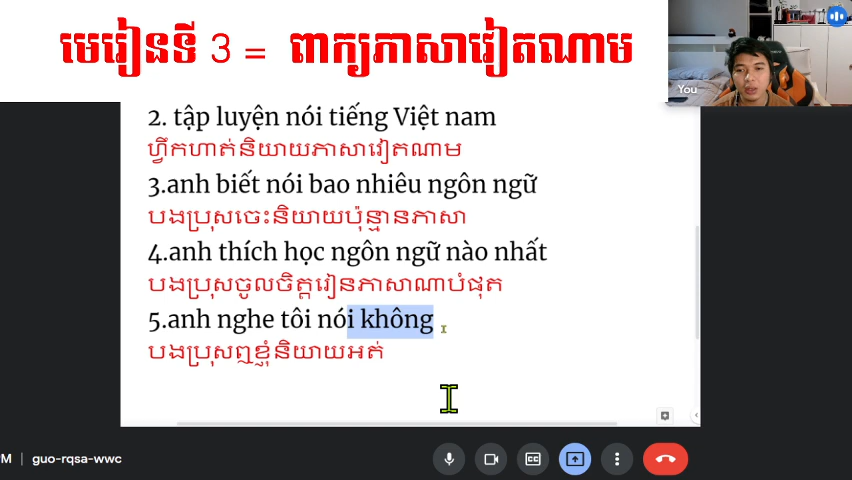 មេរៀនទី 3 = ពាក្យភាសាវៀតណាម
You
2. tập luyện nói tiếng Việt nam
ហ្វឹកហាត់និយាយភាសាវៀតណាម
3.anh biết nói bao nhiêu ngôn ngữ
បងប្រុសចេះនិយាយប៉ុន្មានភាសា
4.anh thích học ngôn ngữ nào nhất
បងប្រុសចូលចិត្តរៀនភាសាណាបំផុត
5.anh nghe tôi nói không
បងប្រុសឮខ្ញុំនិយាយអត់
PM | guo-rqsa-wwc